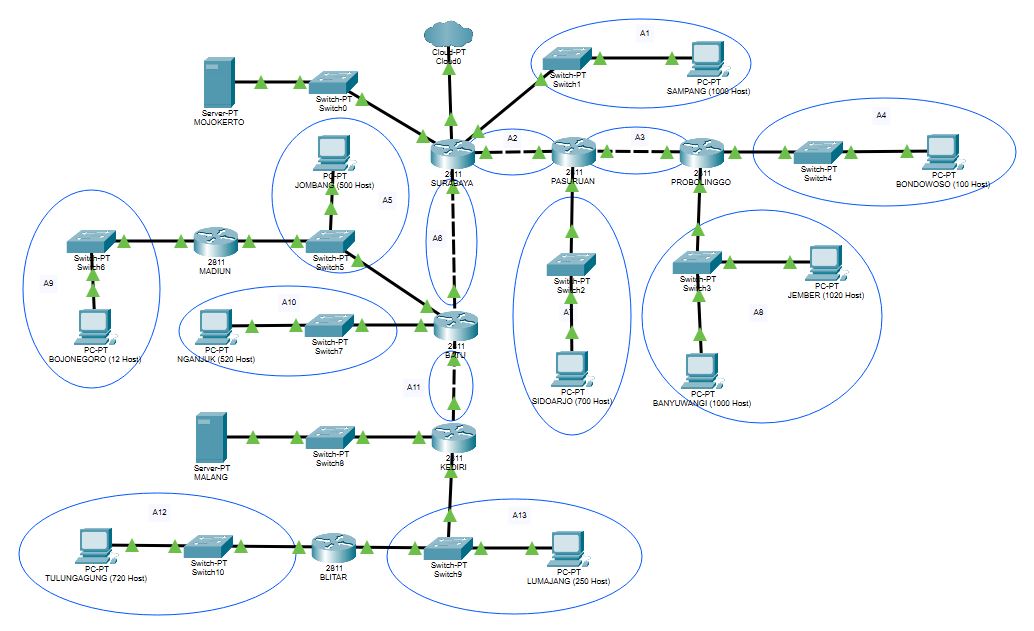 Cloud-PT
Cloud0
A1
Switch-PT
Switch1
PC-PT
SAMPANG (1000 Host)
Server-PT
MOJOKERTO
Switch-PT
Switch0
2811
SURABAYA
A2
2811
PASURUAN
A3
2811
PROBOLINGGO
A4
Switch-PT
Switch4
PC-PT
BONDOWOSO (100 Host)
PC-PT
JOMBANG (500 Host)
A5
Switch-PT
Switch5
A6
A9
Switch-PT
Switch6
2811
MADIUN
PC-PT
BOJONEGORO (12 Host)
A10
PC-PT
NGANJUK (520 Host)
Switch-PT
Switch7
2811
BATU
Switch-PT
Switch2
A7
PC-PT
SIDOARJO (700 Host)
Switch-PT
Switch3
PC-PT
JEMBER (1020 Host)
A8
PC-PT
BANYUWANGI (1000 Host)
A11
Server-PT
MALANG
Switch-PT
Switch8
2811
KEDIRI
A12
PC-PT
TULUNGAGUNG (720 Host)
Switch-PT
Switch10
2811
BLITAR
A13
Switch-PT
Switch9
PC-PT
LUMAJANG (250 Host)